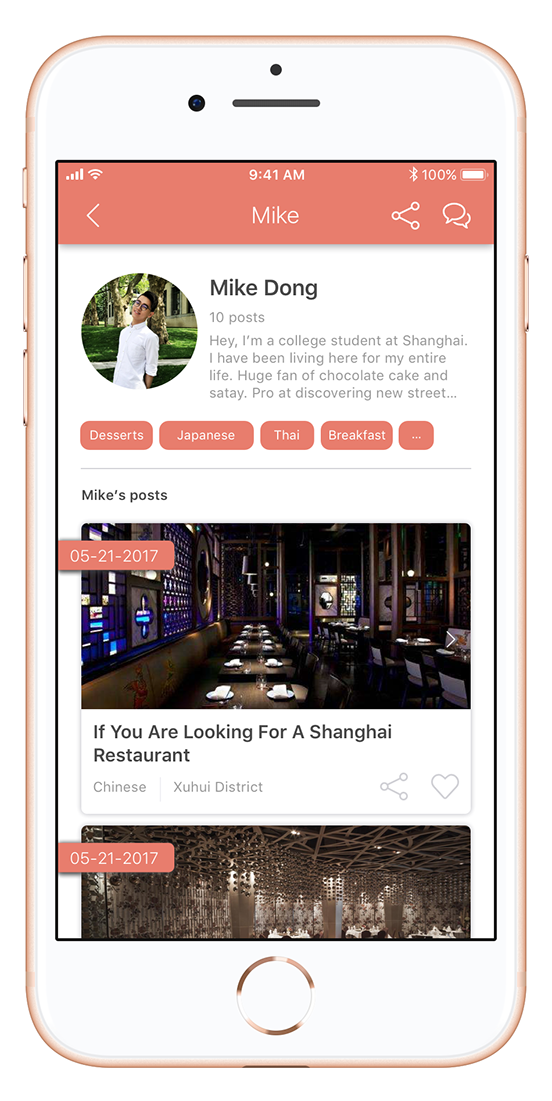 9:41 AM
100%
Mike
Mike Dong
10 posts
Hey, I'm a college student at Shanghai.
I have been living here for my entire
life. Huge fan of chocolate cake and
satay. Pro at discovering new street...
Desserts
Japanese
Thai
Breakfast
...
Mike's posts
05-21-2017
If You Are Looking For A Shanghai
Restaurant
Chinese
Xuhui District
05-21-2017